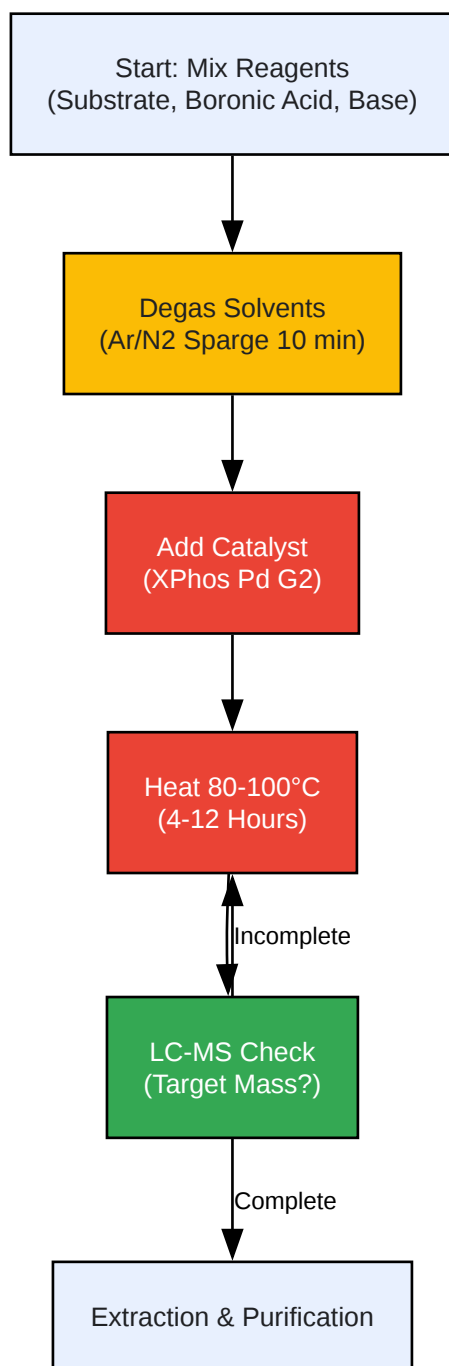 Start: Mix Reagents
(Substrate, Boronic Acid, Base)
Degas Solvents
(Ar/N2 Sparge 10 min)
Add Catalyst
(XPhos Pd G2)
Heat 80-100°C
(4-12 Hours)
Incomplete
LC-MS Check
(Target Mass?)
Complete
Extraction & Purification